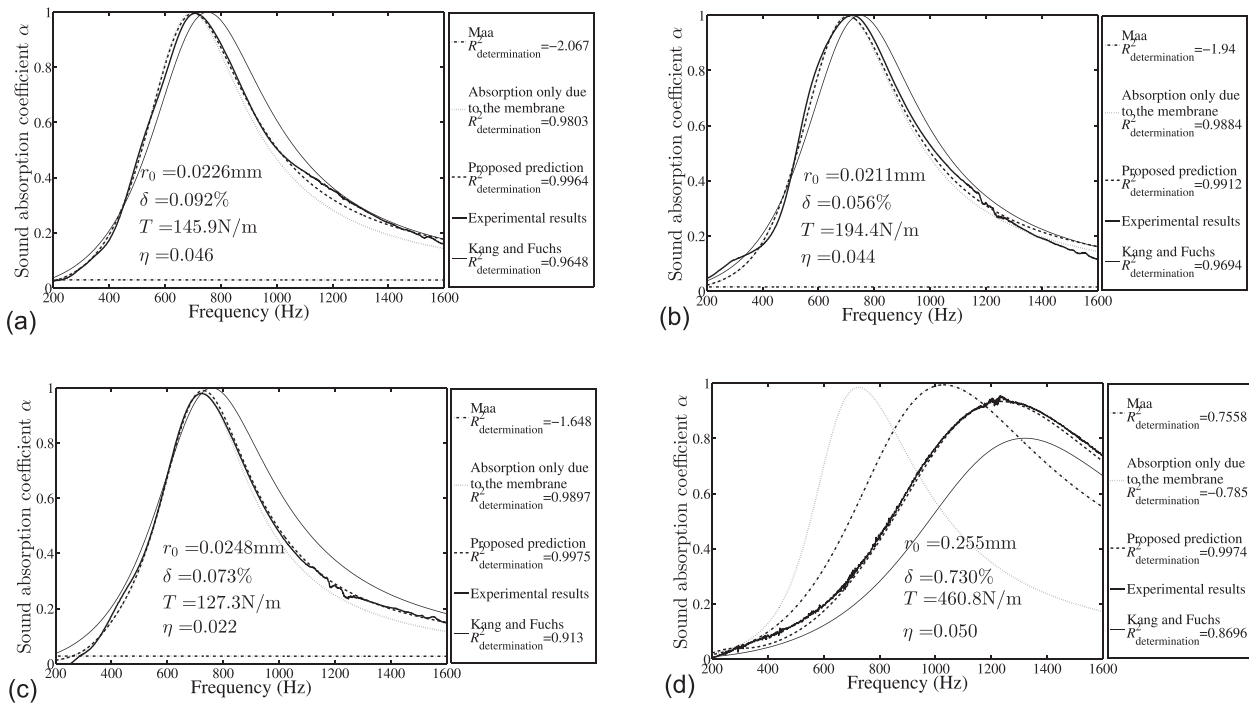 Sound absorption coefficient α
1
0.8
0.6
0.4
0.2
0
200 400 600 800 1000 1200 1400 1600
Frequency (Hz)
r0 =0.0226mm
δ =0.092%
T =145.9N/m
η =0.046
Maa
R²determination=−2.067
Absorption only due
to the membrane
R²determination=0.9803
Proposed prediction
R²determination=0.9964
Experimental results
Kang and Fuchs
R²determination=0.9648
(a)
Sound absorption coefficient α
1
0.8
0.6
0.4
0.2
0
200 400 600 800 1000 1200 1400 1600
Frequency (Hz)
r0 =0.0211mm
δ =0.056%
T =194.4N/m
η =0.044
Maa
R²determination=−1.94
Absorption only due
to the membrane
R²determination=0.9884
Proposed prediction
R²determination=0.9912
Experimental results
Kang and Fuchs
R²determination=0.9694
(b)
Sound absorption coefficient α
1
0.8
0.6
0.4
0.2
0
200 400 600 800 1000 1200 1400 1600
Frequency (Hz)
r0 =0.0248mm
δ =0.073%
T =127.3N/m
η =0.022
Maa
R²determination=−1.648
Absorption only due
to the membrane
R²determination=0.9897
Proposed prediction
R²determination=0.9975
Experimental results
Kang and Fuchs
R²determination=0.913
(c)
Sound absorption coefficient α
1
0.8
0.6
0.4
0.2
0
200 400 600 800 1000 1200 1400 1600
Frequency (Hz)
r0 =0.255mm
δ =0.730%
T =460.8N/m
η =0.050
Maa
R²determination=0.7558
Absorption only due
to the membrane
R²determination=−0.785
Proposed prediction
R²determination=0.9974
Experimental results
Kang and Fuchs
R²determination=0.8696
(d)